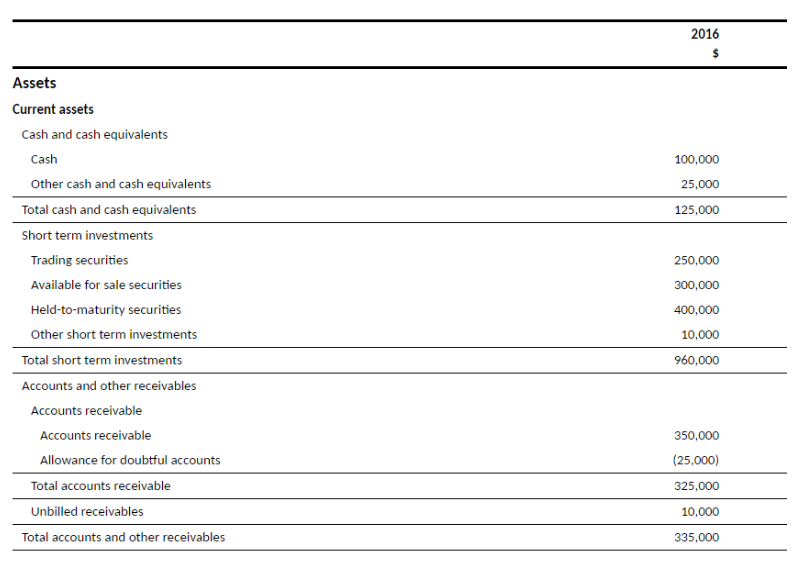 2016
$
Assets
Current assets
Cash and cash equivalents
Cash 100,000
Other cash and cash equivalents 25,000
Total cash and cash equivalents 125,000
Short term investments
Trading securities 250,000
Available for sale securities 300,000
Held-to-maturity securities 400,000
Other short term investments 10,000
Total short term investments 960,000
Accounts and other receivables
Accounts receivable
Accounts receivable 350,000
Allowance for doubtful accounts (25,000)
Total accounts receivable 325,000
Unbilled receivables 10,000
Total accounts and other receivables 335,000